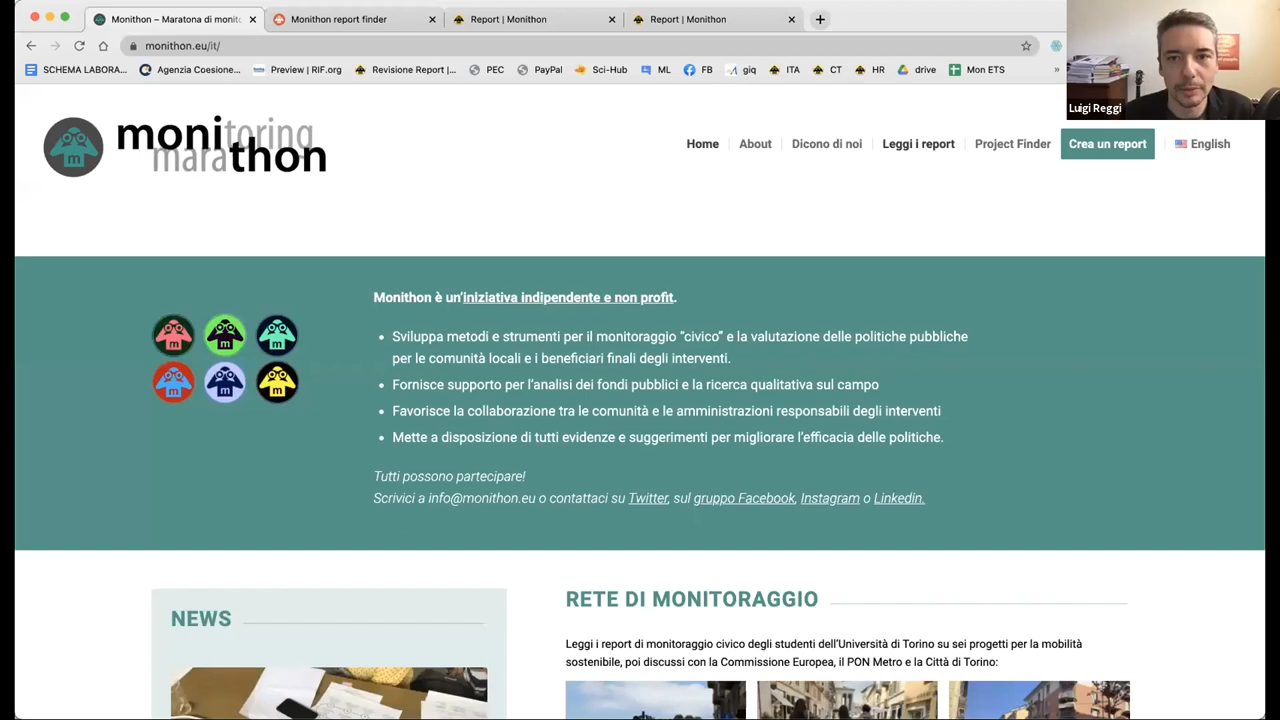 Monithon – Maratona di monito
Monithon report finder
Report | Monithon
Report | Monithon
monithon.eu/it/
SCHEMA LABORA...
Agenzia Coesione...
Preview | RIF.org
Revisione Report |...
PEC
PayPal
Sci-Hub
ML
FB
giq
ITA
CT
HR
drive
Mon ETS
»
Luigi Reggi
monitoring
marathon
m
Home
About
Dicono di noi
Leggi i report
Project Finder
Crea un report
English
Monithon è un'iniziativa indipendente e non profit.
• Sviluppa metodi e strumenti per il monitoraggio “civico” e la valutazione delle politiche pubbliche
per le comunità locali e i beneficiari finali degli interventi.
• Fornisce supporto per l'analisi dei fondi pubblici e la ricerca qualitativa sul campo
• Favorisce la collaborazione tra le comunità e le amministrazioni responsabili degli interventi
• Mette a disposizione di tutti evidenze e suggerimenti per migliorare l'efficacia delle politiche.
m m m
m m m
Tutti possono partecipare!
Scrivici a info@monithon.eu o contattaci su Twitter, sul gruppo Facebook, Instagram o Linkedin.
NEWS
RETE DI MONITORAGGIO
Leggi i report di monitoraggio civico degli studenti dell'Università di Torino su sei progetti per la mobilità
sostenibile, poi discussi con la Commissione Europea, il PON Metro e la Città di Torino: